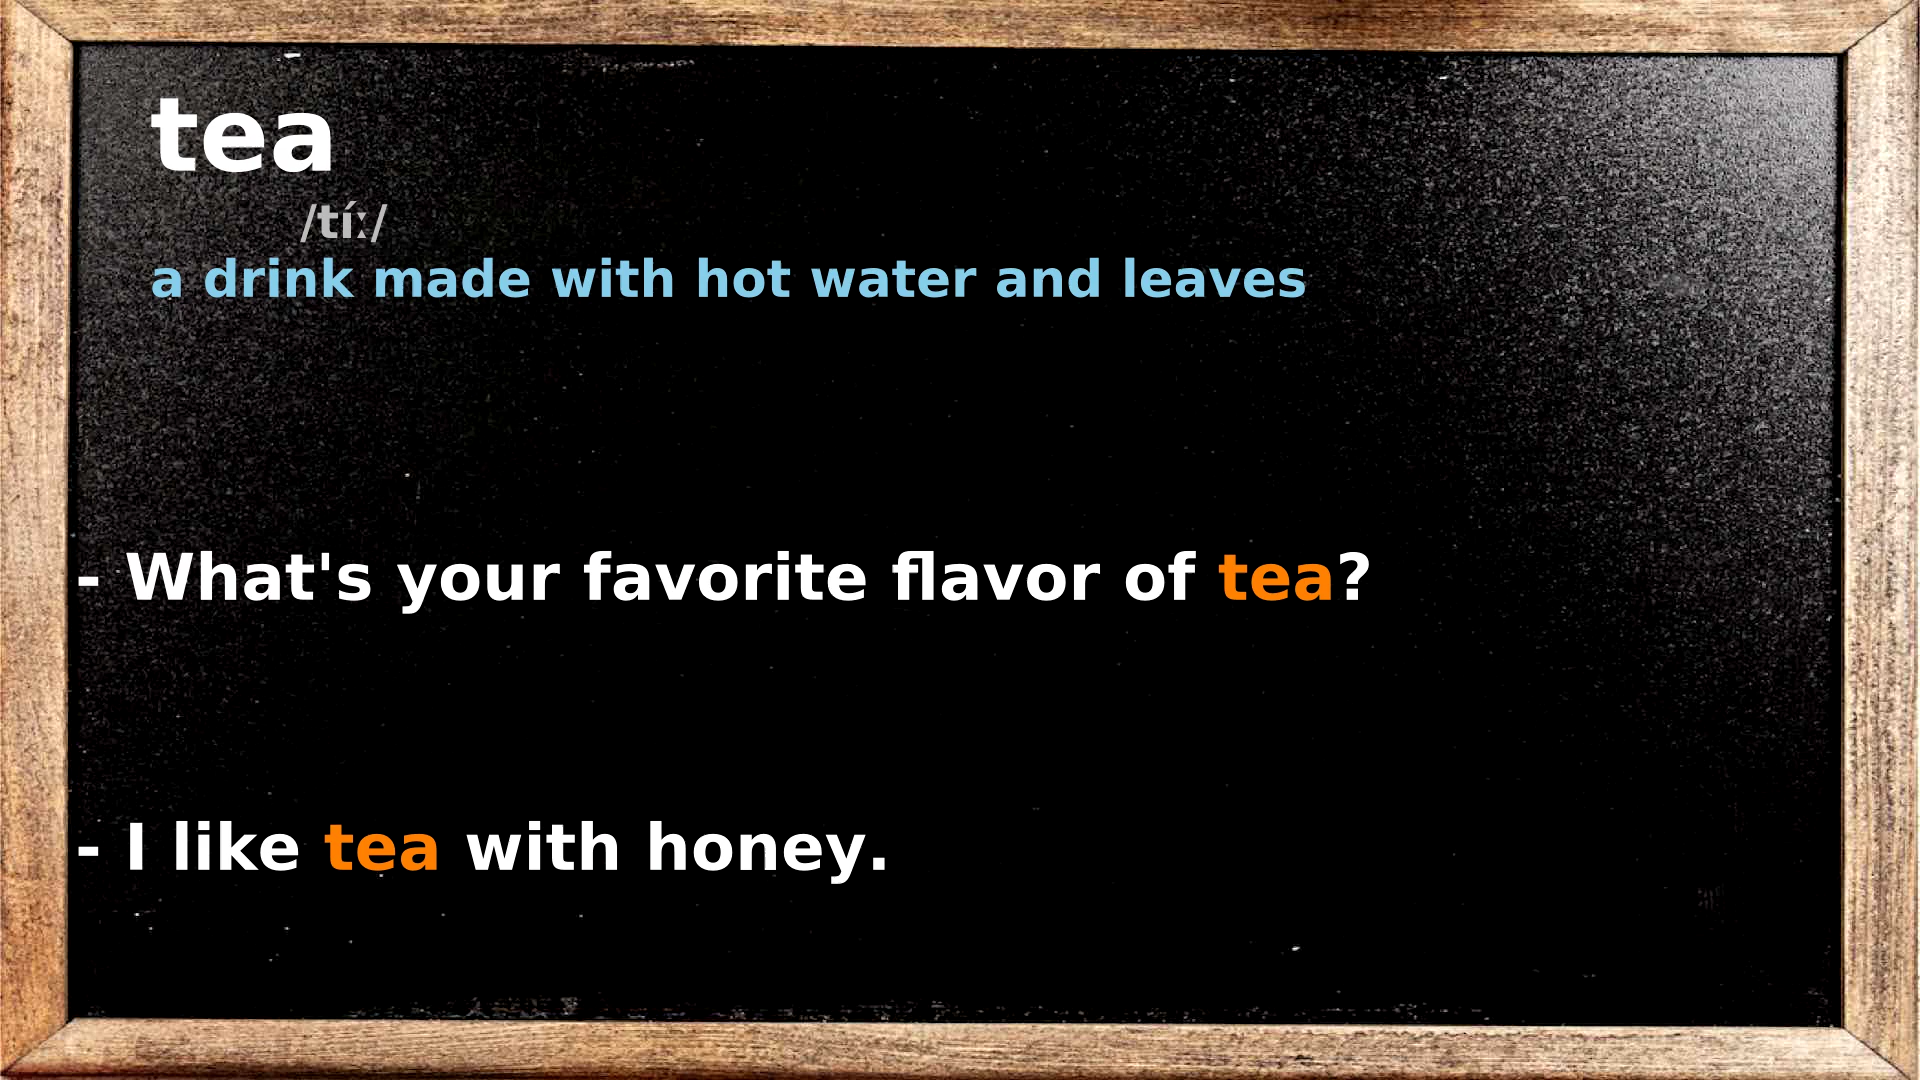 tea
/tíː/
a drink made with hot water and leaves
- What's your favorite flavor of tea?
- I like tea with honey.